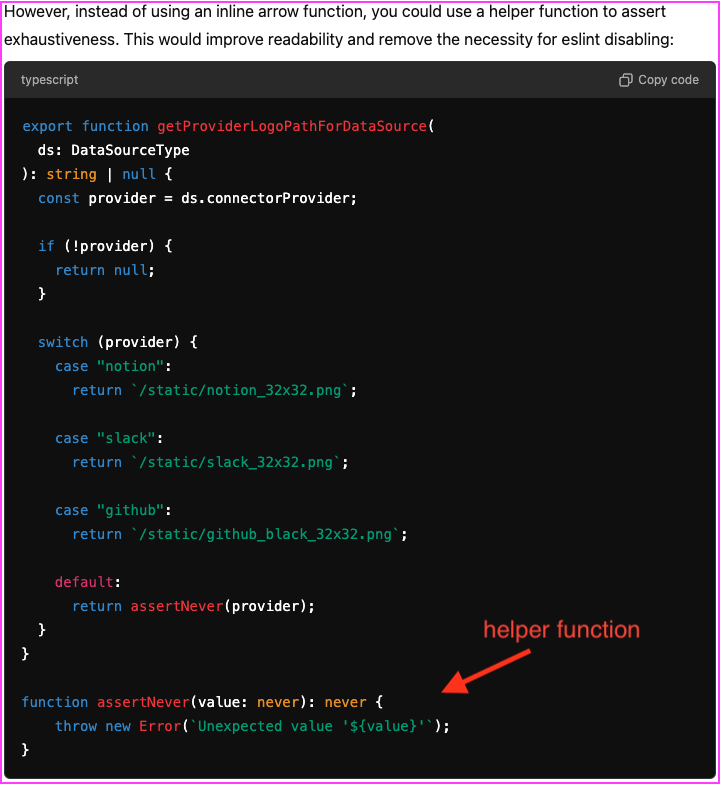 However, instead of using an inline arrow function, you could use a helper function to assert
exhaustiveness. This would improve readability and remove the necessity for eslint disabling:
typescript
Copy code
export function getProviderLogoPathForDataSource(
  ds: DataSourceType
): string | null {
  const provider = ds.connectorProvider;
  if (!provider) {
    return null;
  }
  switch (provider) {
    case "notion":
      return `/static/notion_32x32.png`;
    case "slack":
      return `/static/slack_32x32.png`;
    case "github":
      return `/static/github_black_32x32.png`;
    default:
      return assertNever(provider);
  }
}
helper function
function assertNever(value: never): never {
    throw new Error(`Unexpected value '${value}'`);
}